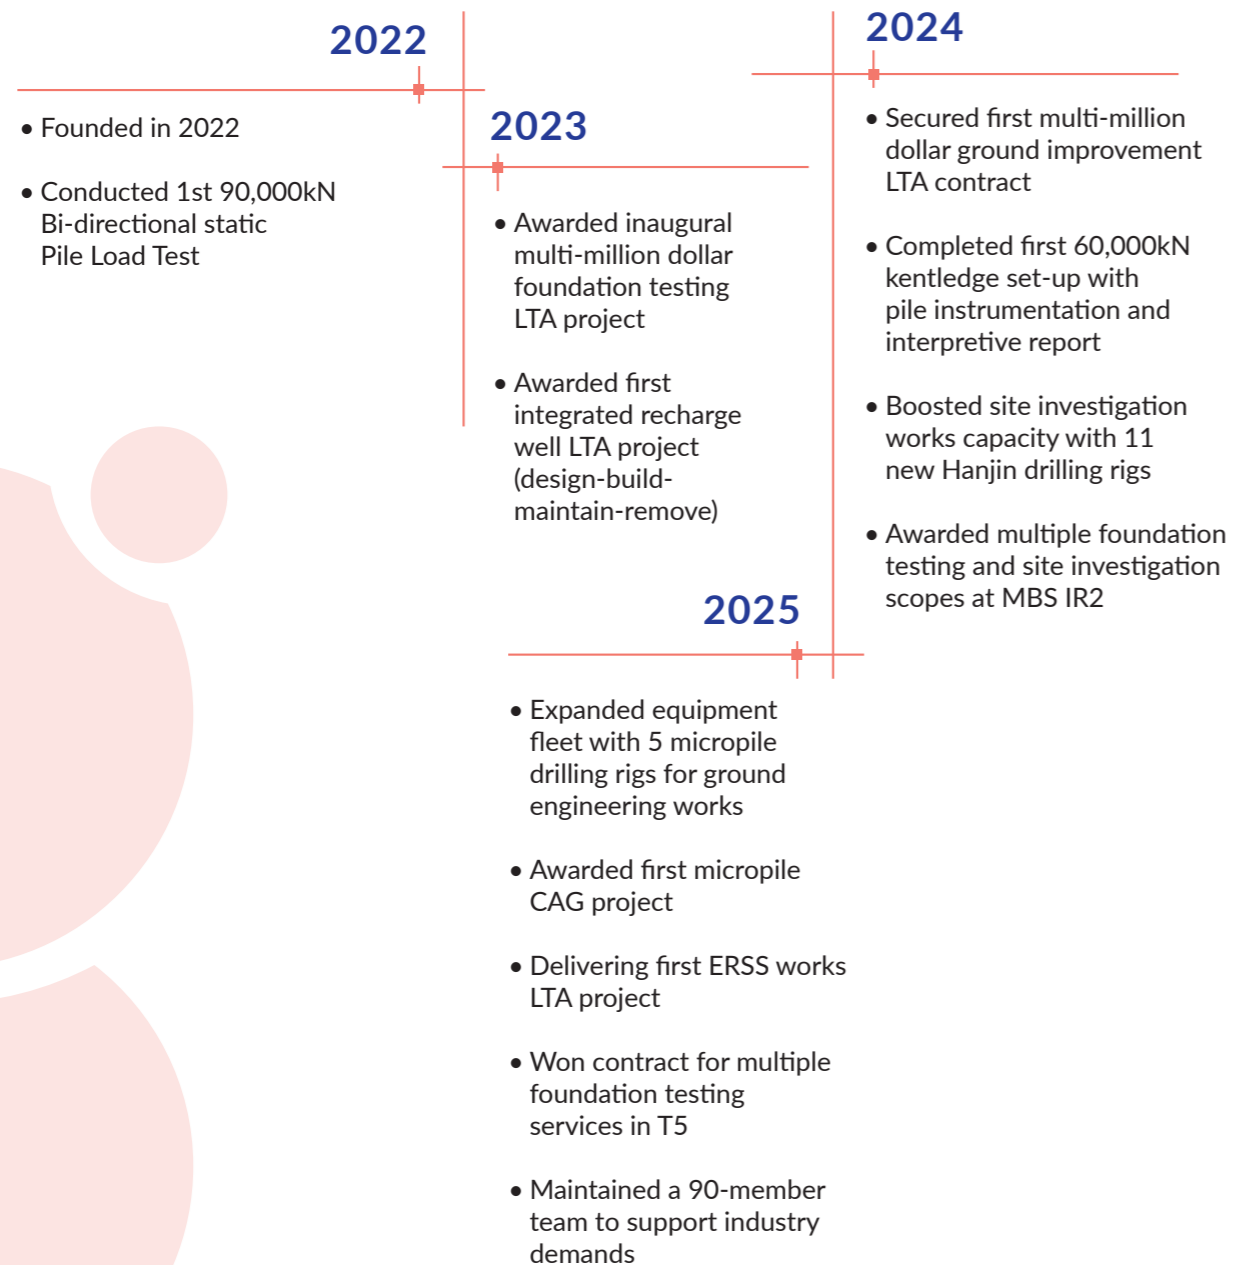 2022
• Founded in 2022
• Conducted 1st 90,000kN
Bi-directional static
Pile Load Test
2023
• Awarded inaugural
multi-million dollar
foundation testing
LTA project
• Awarded first
integrated recharge
well LTA project
(design-build-
maintain-remove)
2024
• Secured first multi-million
dollar ground improvement
LTA contract
• Completed first 60,000kN
kentledge set-up with
pile instrumentation and
interpretive report
• Boosted site investigation
works capacity with 11
new Hanjin drilling rigs
• Awarded multiple foundation
testing and site investigation
scopes at MBS IR2
2025
• Expanded equipment
fleet with 5 micropile
drilling rigs for ground
engineering works
• Awarded first micropile
CAG project
• Delivering first ERSS works
LTA project
• Won contract for multiple
foundation testing
services in T5
• Maintained a 90-member
team to support industry
demands